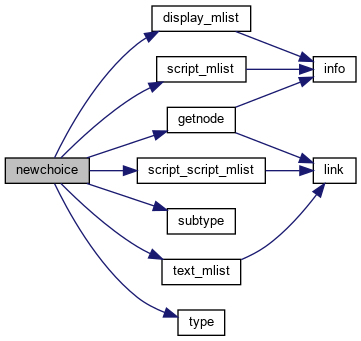 display_mlist
script_mlist
info
getnode
newchoice
script_script_mlist
link
subtype
text_mlist
type